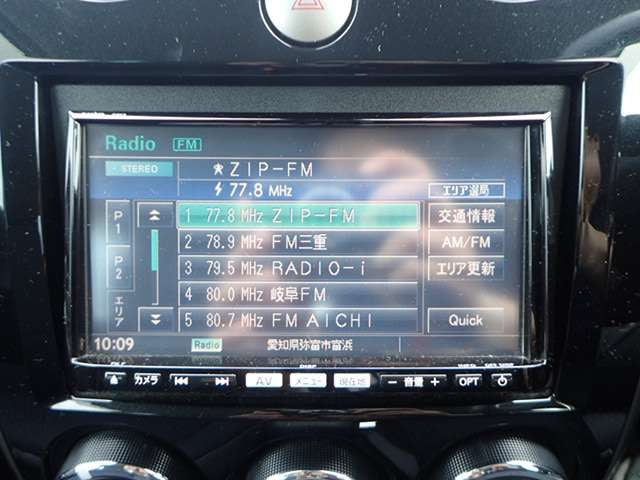 Radio FM
STEREO
ZIP-FM
77.8 MHz
エリア選局
P1
P2
エリア
1 77.8 MHz ZIP-FM
2 78.9 MHz FM三重
3 79.5 MHz RADIO-i
4 80.0 MHz 岐阜FM
5 80.7 MHz FM AICHI
交通情報
AM/FM
エリア更新
Quick
10:09
Radio
愛知県弥富市
カメラ
AV
メニュー
現在地
- 音量 +
OPT